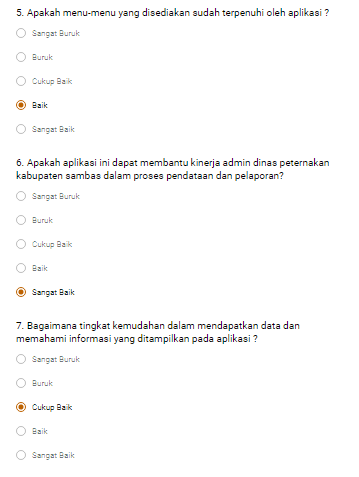 5. Apakah menu-menu yang disediakan sudah terpenuhi oleh aplikasi ?
Sangat Buruk
Buruk
Cukup Baik
Baik
Sangat Baik
6. Apakah aplikasi ini dapat membantu kinerja admin dinas peternakan
kabupaten sambas dalam proses pendataan dan pelaporan?
Sangat Buruk
Buruk
Cukup Baik
Baik
Sangat Baik
7. Bagaimana tingkat kemudahan dalam mendapatkan data dan
memahami informasi yang ditampilkan pada aplikasi ?
Sangat Buruk
Buruk
Cukup Baik
Baik
Sangat Baik